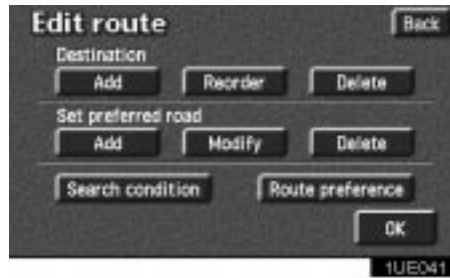 Edit route Back
Destination
Add Reorder Delete
Set preferred road
Add Modify Delete
Search condition Route preference
OK
1UE041